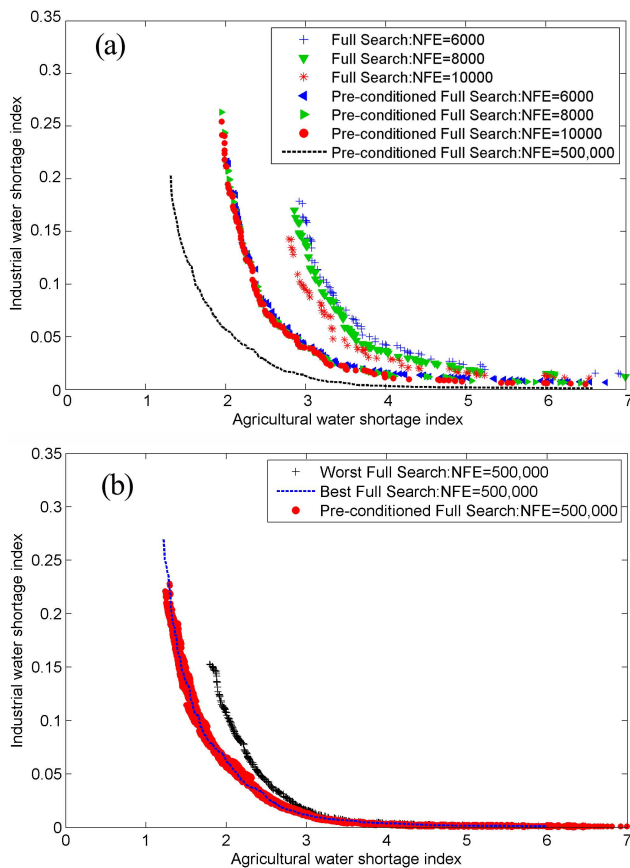 (a)
Full Search:NFE=6000
Full Search:NFE=8000
Full Search:NFE=10000
Pre-conditioned Full Search:NFE=6000
Pre-conditioned Full Search:NFE=8000
Pre-conditioned Full Search:NFE=10000
Pre-conditioned Full Search:NFE=500,000
Industrial water shortage index
0.35
0.3
0.25
0.2
0.15
0.1
0.05
0
0 1 2 3 4 5 6 7
Agricultural water shortage index
(b)
Worst Full Search:NFE=500,000
Best Full Search:NFE=500,000
Pre-conditioned Full Search:NFE=500,000
Industrial water shortage index
0.35
0.3
0.25
0.2
0.15
0.1
0.05
0
0 1 2 3 4 5 6 7
Agricultural water shortage index